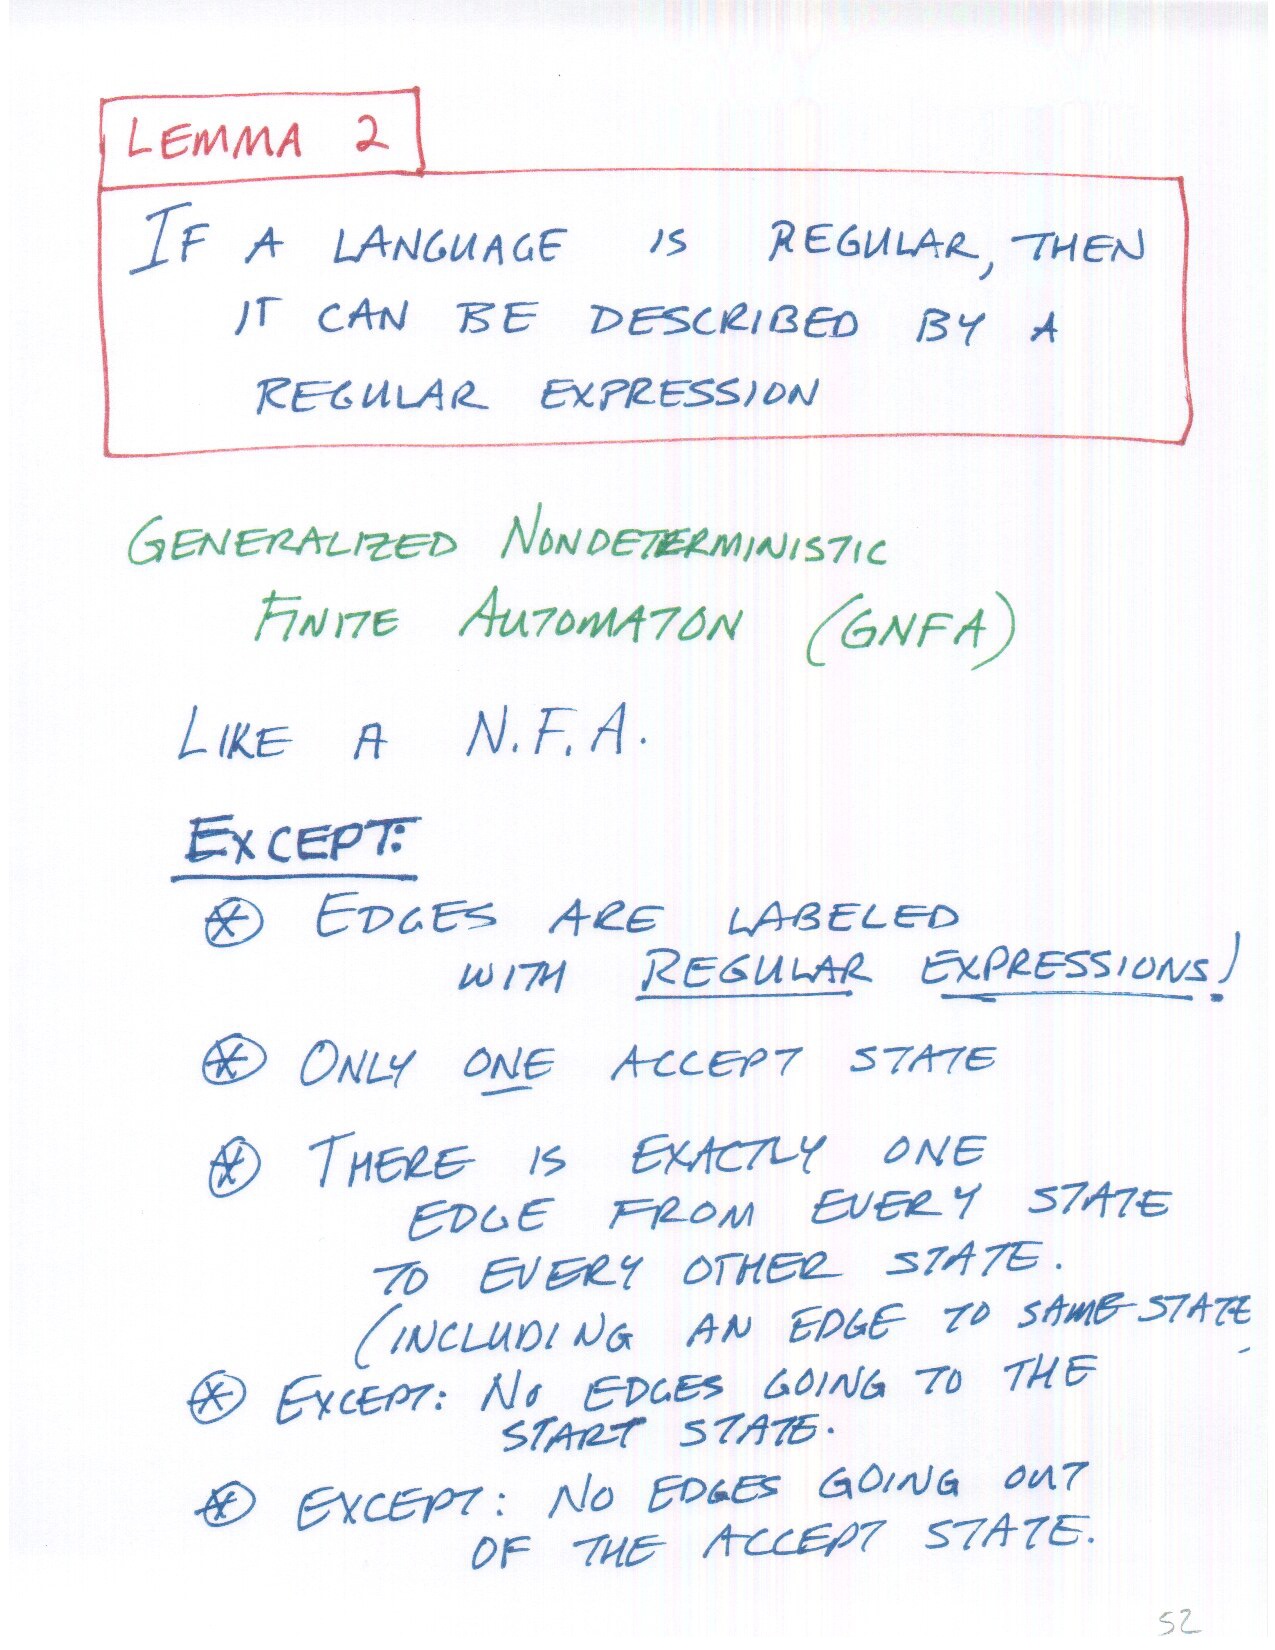 LEMMA 2
IF A LANGUAGE IS REGULAR, THEN
IT CAN BE DESCRIBED BY A
REGULAR EXPRESSION
GENERALIZED NONDETERMINISTIC
FINITE AUTOMATON (GNFA)
LIKE A N.F.A.
EXCEPT:
* EDGES ARE LABELED
WITH REGULAR EXPRESSIONS!
* ONLY ONE ACCEPT STATE
* THERE IS EXACTLY ONE
EDGE FROM EVERY STATE
TO EVERY OTHER STATE.
(INCLUDING AN EDGE TO SAME STATE
* EXCEPT: NO EDGES GOING TO THE
START STATE.
* EXCEPT: NO EDGES GOING OUT
OF THE ACCEPT STATE.
52